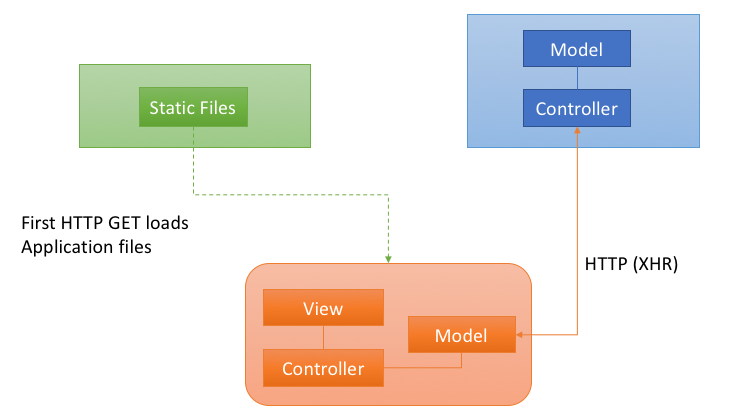 Model
Static Files
Controller
First HTTP GET loads
Application files
HTTP (XHR)
View
Model
Controller